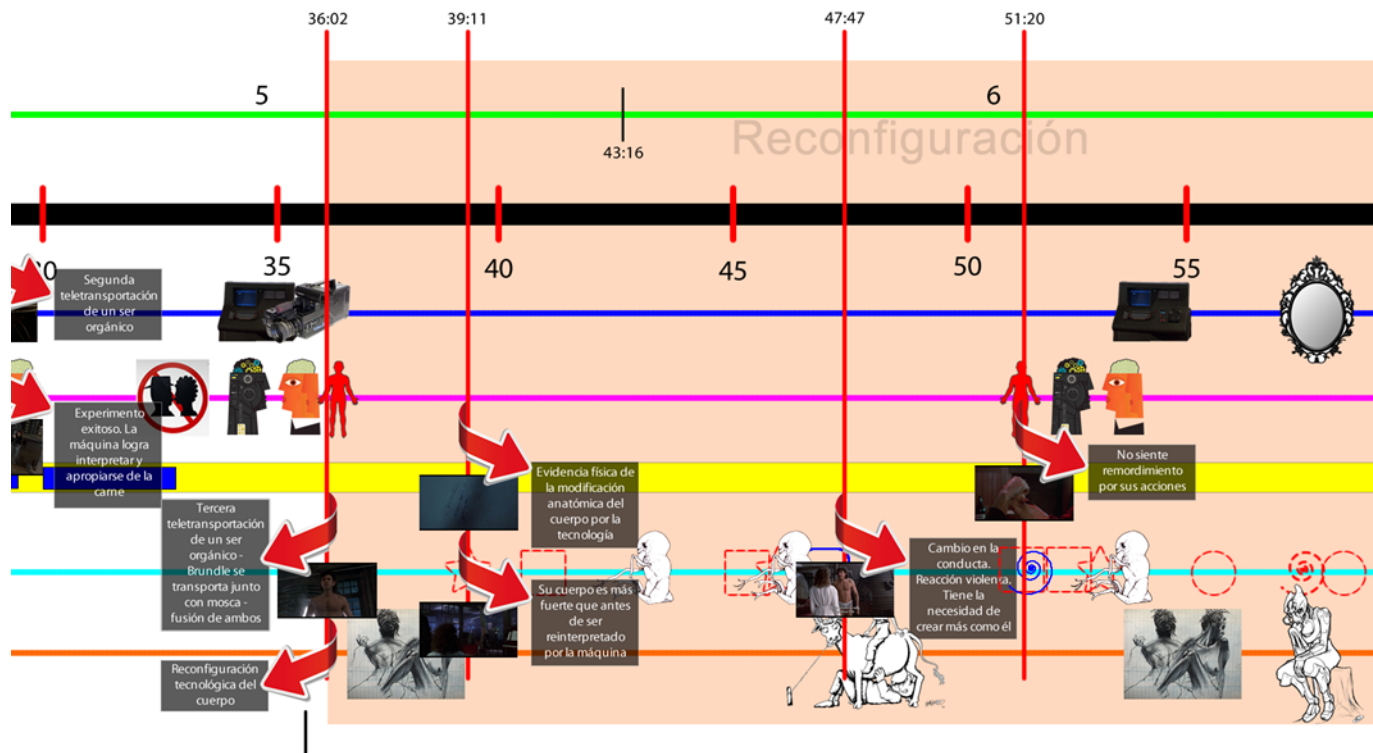 36:02
39:11
47:47
51:20
5
6
43:16
Reconfiguración
35
40
45
50
55
Segunda
teletransportación
de un ser
orgánico
Experimento
exitoso. La
máquina logra
interpretar y
apropiarse de la
carne
Evidencia física de
la modificación
anatómica del
cuerpo por la
tecnología
No siente
remordimiento
por sus acciones
Tercera
teletransportación
de un ser
orgánico -
Brundle se
transporta junto
con mosca -
fusión de ambos
Su cuerpo es más
fuerte que antes
de ser
reinterpretado
por la máquina
Cambio en la
conducta.
Reacción violenta.
Tiene la
necesidad de
crear más como él
Reconfiguración
tecnológica del
cuerpo